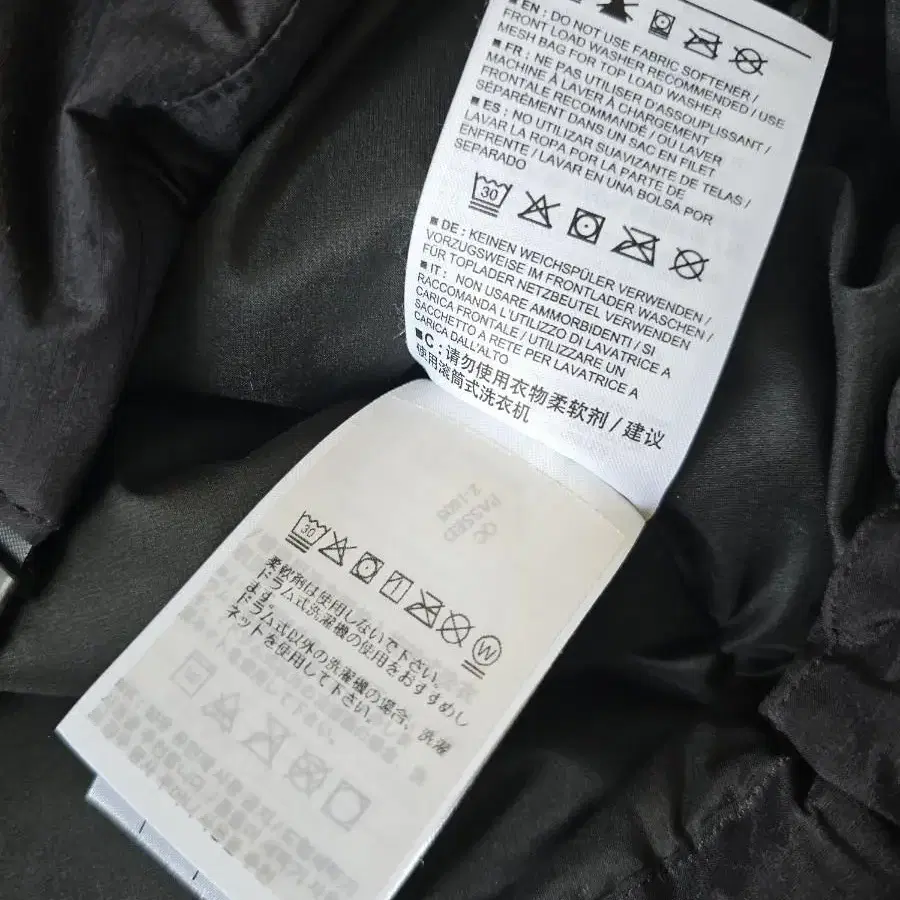 ■ EN : DO NOT USE FABRIC SOFTENER /
FRONT LOAD WASHER RECOMMENDED / USE
MESH BAG FOR TOP LOAD WASHER
■ FR : NE PAS UTILISER D'ASSOUPLISSANT /
MACHINE À LAVER À CHARGEMENT
FRONTALE RECOMMANDÉ / OU LAVER
SÉPARÉMENT DANS UN SAC EN FILET
■ ES : NO UTILIZAR SUAVIZANTE DE TELAS /
LAVAR LA ROPA POR LA PARTE DE
ENFRENTE / LAVAR EN UNA BOLSA POR
SEPARADO
30
■ DE : KEINEN WEICHSPÜLER VERWENDEN /
VORZUGSWEISE IM FRONTLADER WASCHEN /
FÜR TOPLADER NETZBEUTEL VERWENDEN
■ IT : NON USARE AMMORBIDENTI / SI
RACCOMANDA L'UTILIZZO DI LAVATRICE A
CARICA FRONTALE / UTILIZZARE UN
SACCHETTO A RETE PER LAVATRICE A
CARICA DALL'ALTO
■ C : 请勿使用衣物柔软剂 / 建议
使用滚筒式洗衣机
QC
PASSED
30
W
柔軟剤は使用しないで下さい。
ドラム式洗濯機の使用をおすすめし
ます。
ドラム式以外の洗濯機の場合、洗濯
ネットを使用して下さい。